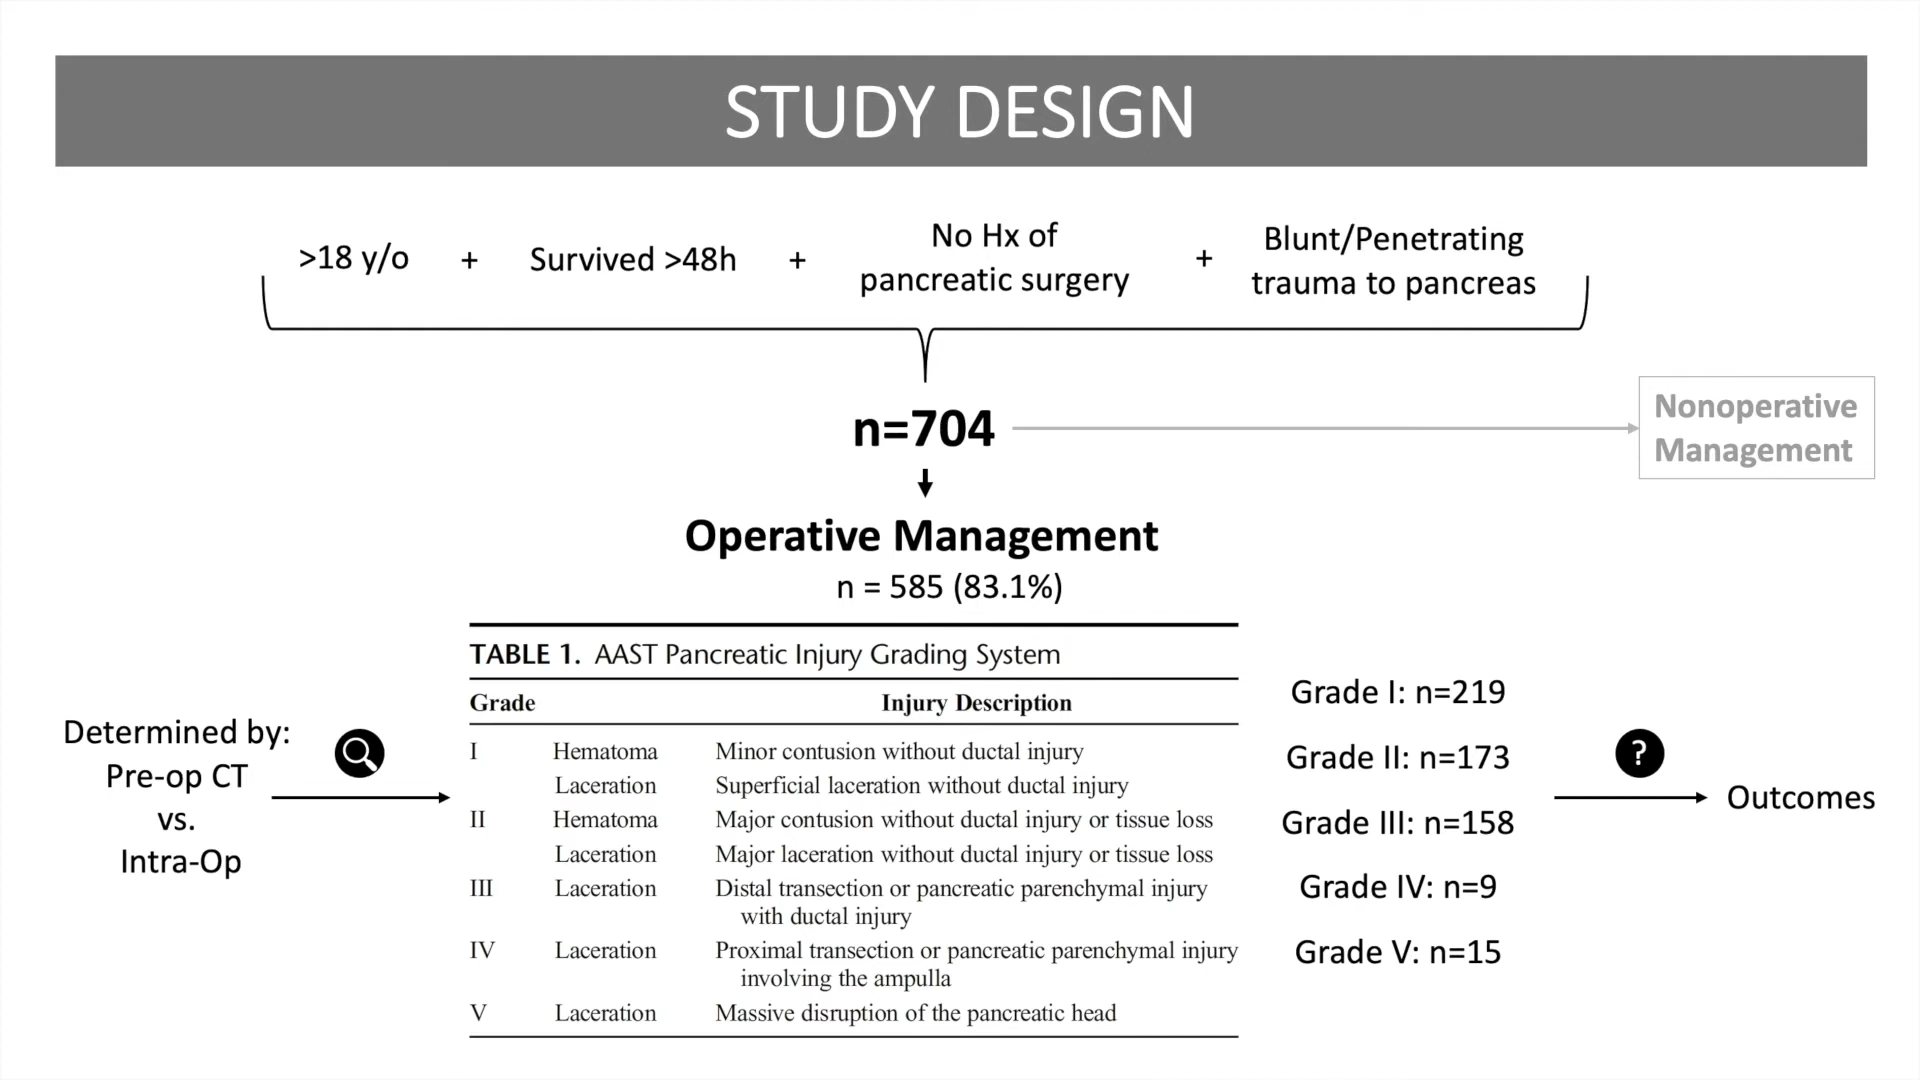 STUDY DESIGN
>18 y/o + Survived >48h + No Hx of
pancreatic surgery + Blunt/Penetrating
trauma to pancreas
n=704
Nonoperative
Management
Operative Management
n = 585 (83.1%)
Determined by:
Pre-op CT
vs.
Intra-Op
TABLE 1. AAST Pancreatic Injury Grading System
Grade Injury Description
I Hematoma Minor contusion without ductal injury
Laceration Superficial laceration without ductal injury
II Hematoma Major contusion without ductal injury or tissue loss
Laceration Major laceration without ductal injury or tissue loss
III Laceration Distal transection or pancreatic parenchymal injury
with ductal injury
IV Laceration Proximal transection or pancreatic parenchymal injury
involving the ampulla
V Laceration Massive disruption of the pancreatic head
Grade I: n=219
Grade II: n=173
Grade III: n=158
Grade IV: n=9
Grade V: n=15
?
Outcomes